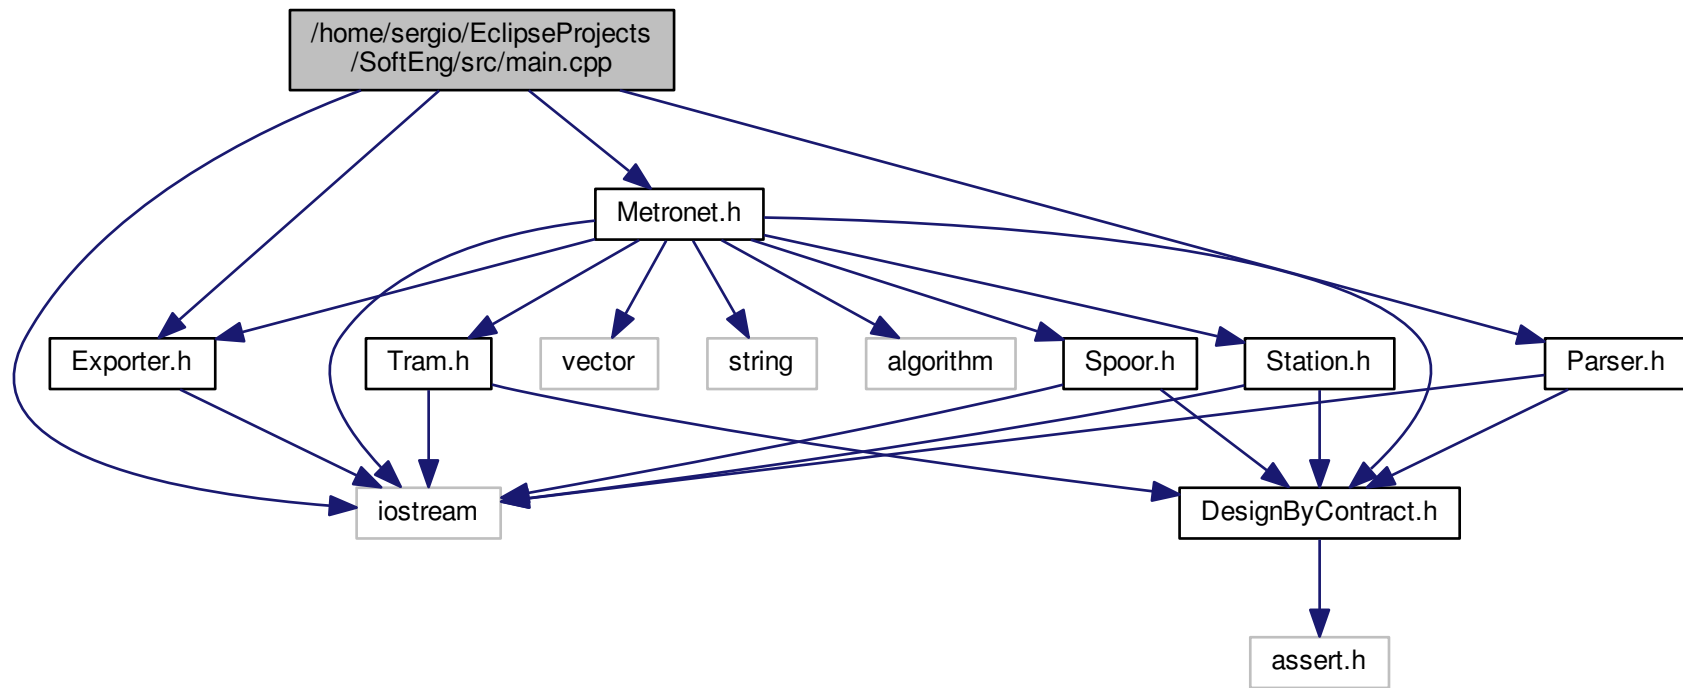 /home/sergio/EclipseProjects
/SoftEng/src/main.cpp
Metronet.h
Exporter.h
Tram.h
vector
string
algorithm
Spoor.h
Station.h
Parser.h
iostream
DesignByContract.h
assert.h